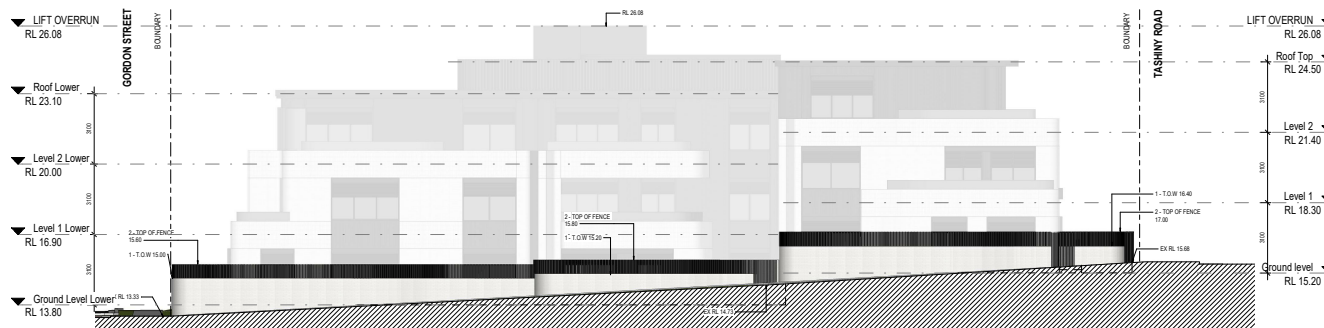 LIFT OVERRUN
RL 26.08
GORDON STREET
BOUNDARY
RL 26.08
BOUNDARY
TASHINY ROAD
LIFT OVERRUN
RL 26.08
Roof Top
RL 24.50
Roof Lower
RL 23.10
3100
3100
Level 2
RL 21.40
Level 2 Lower
RL 20.00
3100
3100
1 - T.O.W 16.40
Level 1
RL 18.30
2 - TOP OF FENCE
15.80
2 - TOP OF FENCE
17.00
Level 1 Lower
RL 16.90
2 - TOP OF FENCE
15.60
1 - T.O.W 15.20
1 - T.O.W 15.00
3100
3100
EX RL 15.68
Ground level
RL 15.20
Ground Level Lower
RL 13.80
RL 13.33
EX RL 14.73